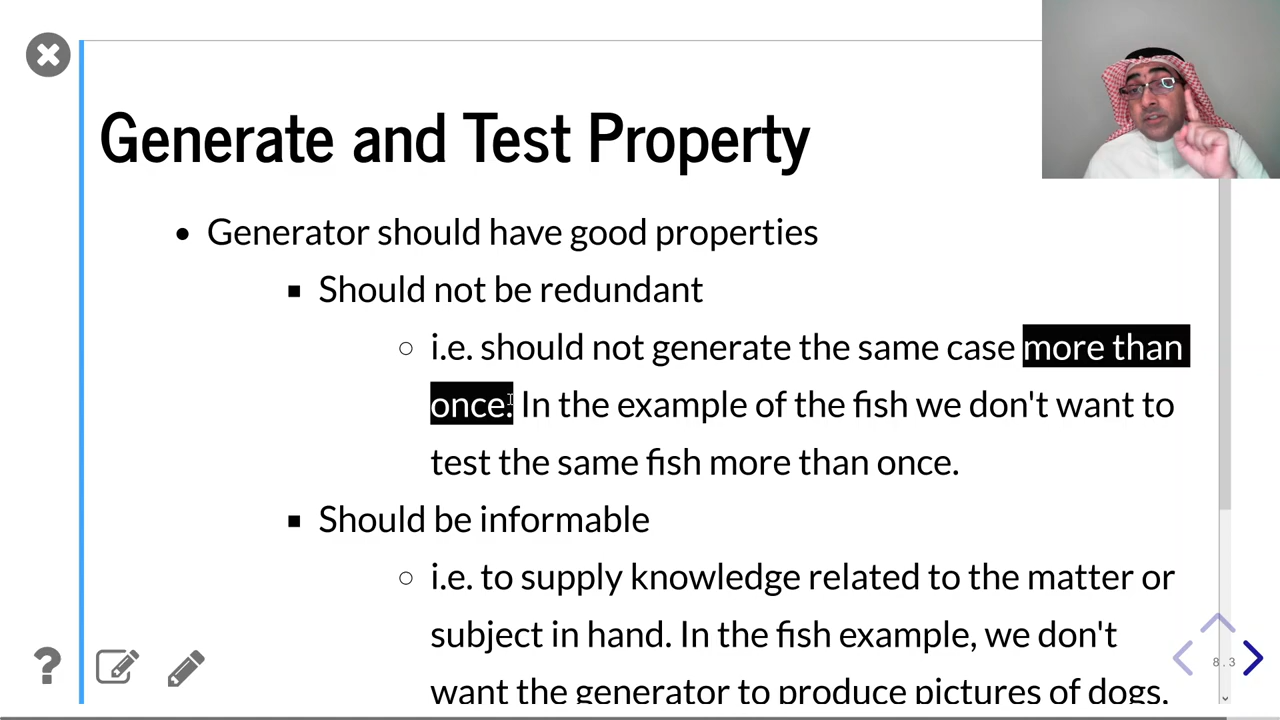 Generate and Test Property
• Generator should have good properties
▪ Should not be redundant
○ i.e. should not generate the same case more than
once. In the example of the fish we don't want to
test the same fish more than once.
▪ Should be informable
○ i.e. to supply knowledge related to the matter or
subject in hand. In the fish example, we don't
want the generator to produce pictures of dogs.
?
8.3